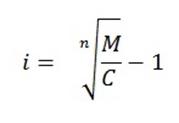 i = ⁿ√(M/C) − 1